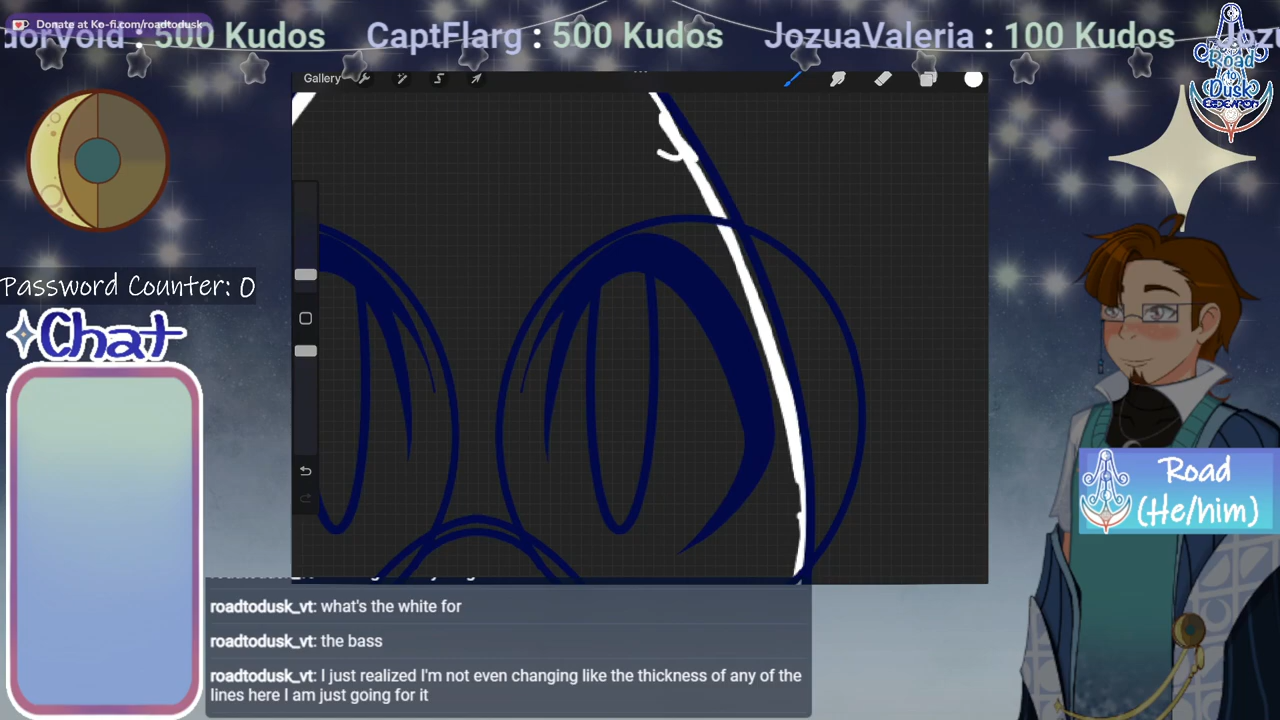 Donate at Ko-fi.com/roadtodusk
: 500 Kudos CaptFlarg : 500 Kudos JozuaValeria : 100 Kudos
Road
to
Dusk
Gallery
Password Counter: 0
Chat
Road
(He/him)
roadtodusk_vt: what's the white for
roadtodusk_vt: the bass
roadtodusk_vt: I just realized I'm not even changing like the thickness of any of the
lines here I am just going for it